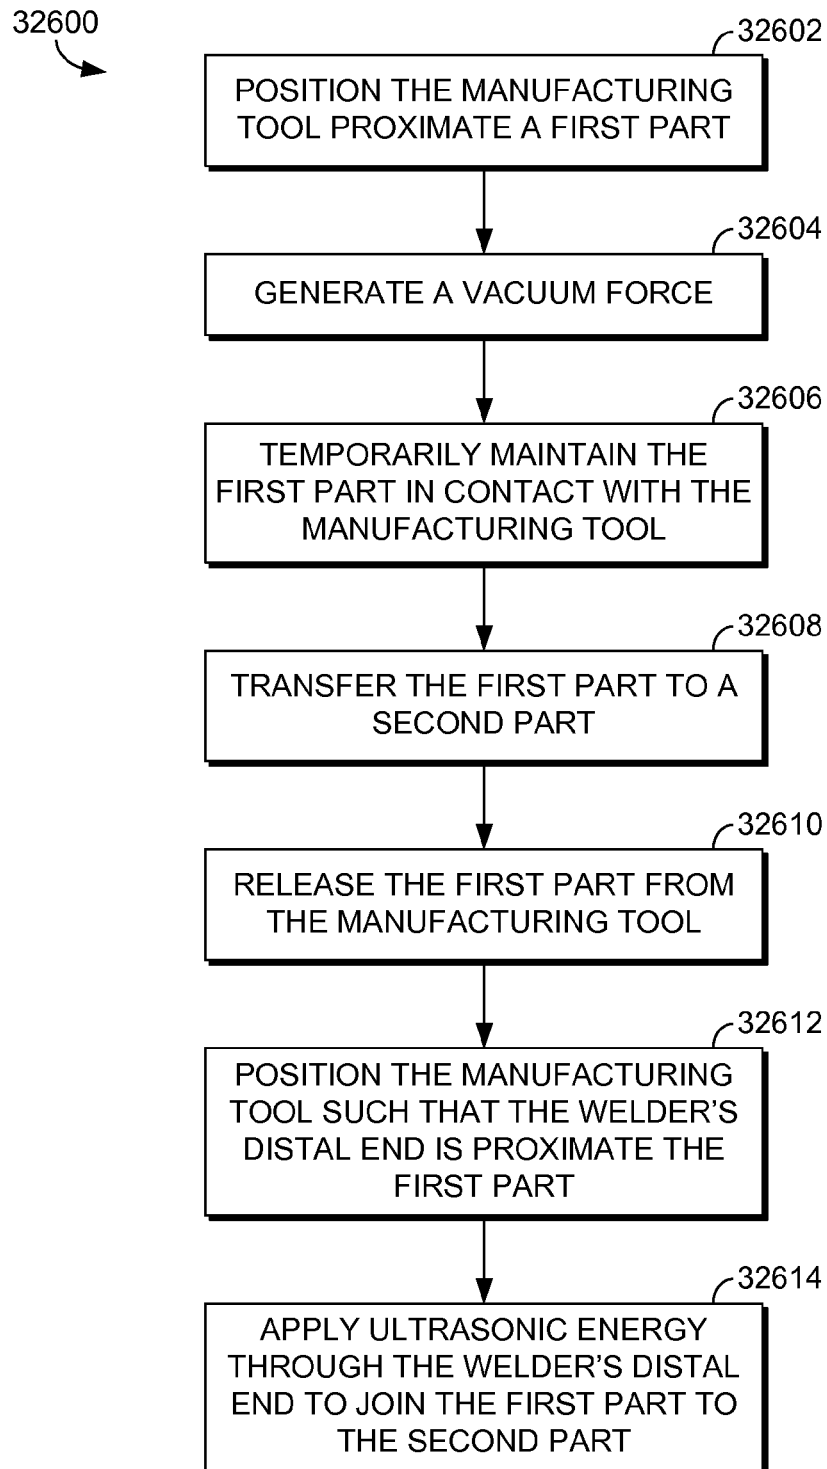 32600
32602
POSITION THE MANUFACTURING
TOOL PROXIMATE A FIRST PART
32604
GENERATE A VACUUM FORCE
32606
TEMPORARILY MAINTAIN THE
FIRST PART IN CONTACT WITH THE
MANUFACTURING TOOL
32608
TRANSFER THE FIRST PART TO A
SECOND PART
32610
RELEASE THE FIRST PART FROM
THE MANUFACTURING TOOL
32612
POSITION THE MANUFACTURING
TOOL SUCH THAT THE WELDER'S
DISTAL END IS PROXIMATE THE
FIRST PART
32614
APPLY ULTRASONIC ENERGY
THROUGH THE WELDER'S DISTAL
END TO JOIN THE FIRST PART TO
THE SECOND PART